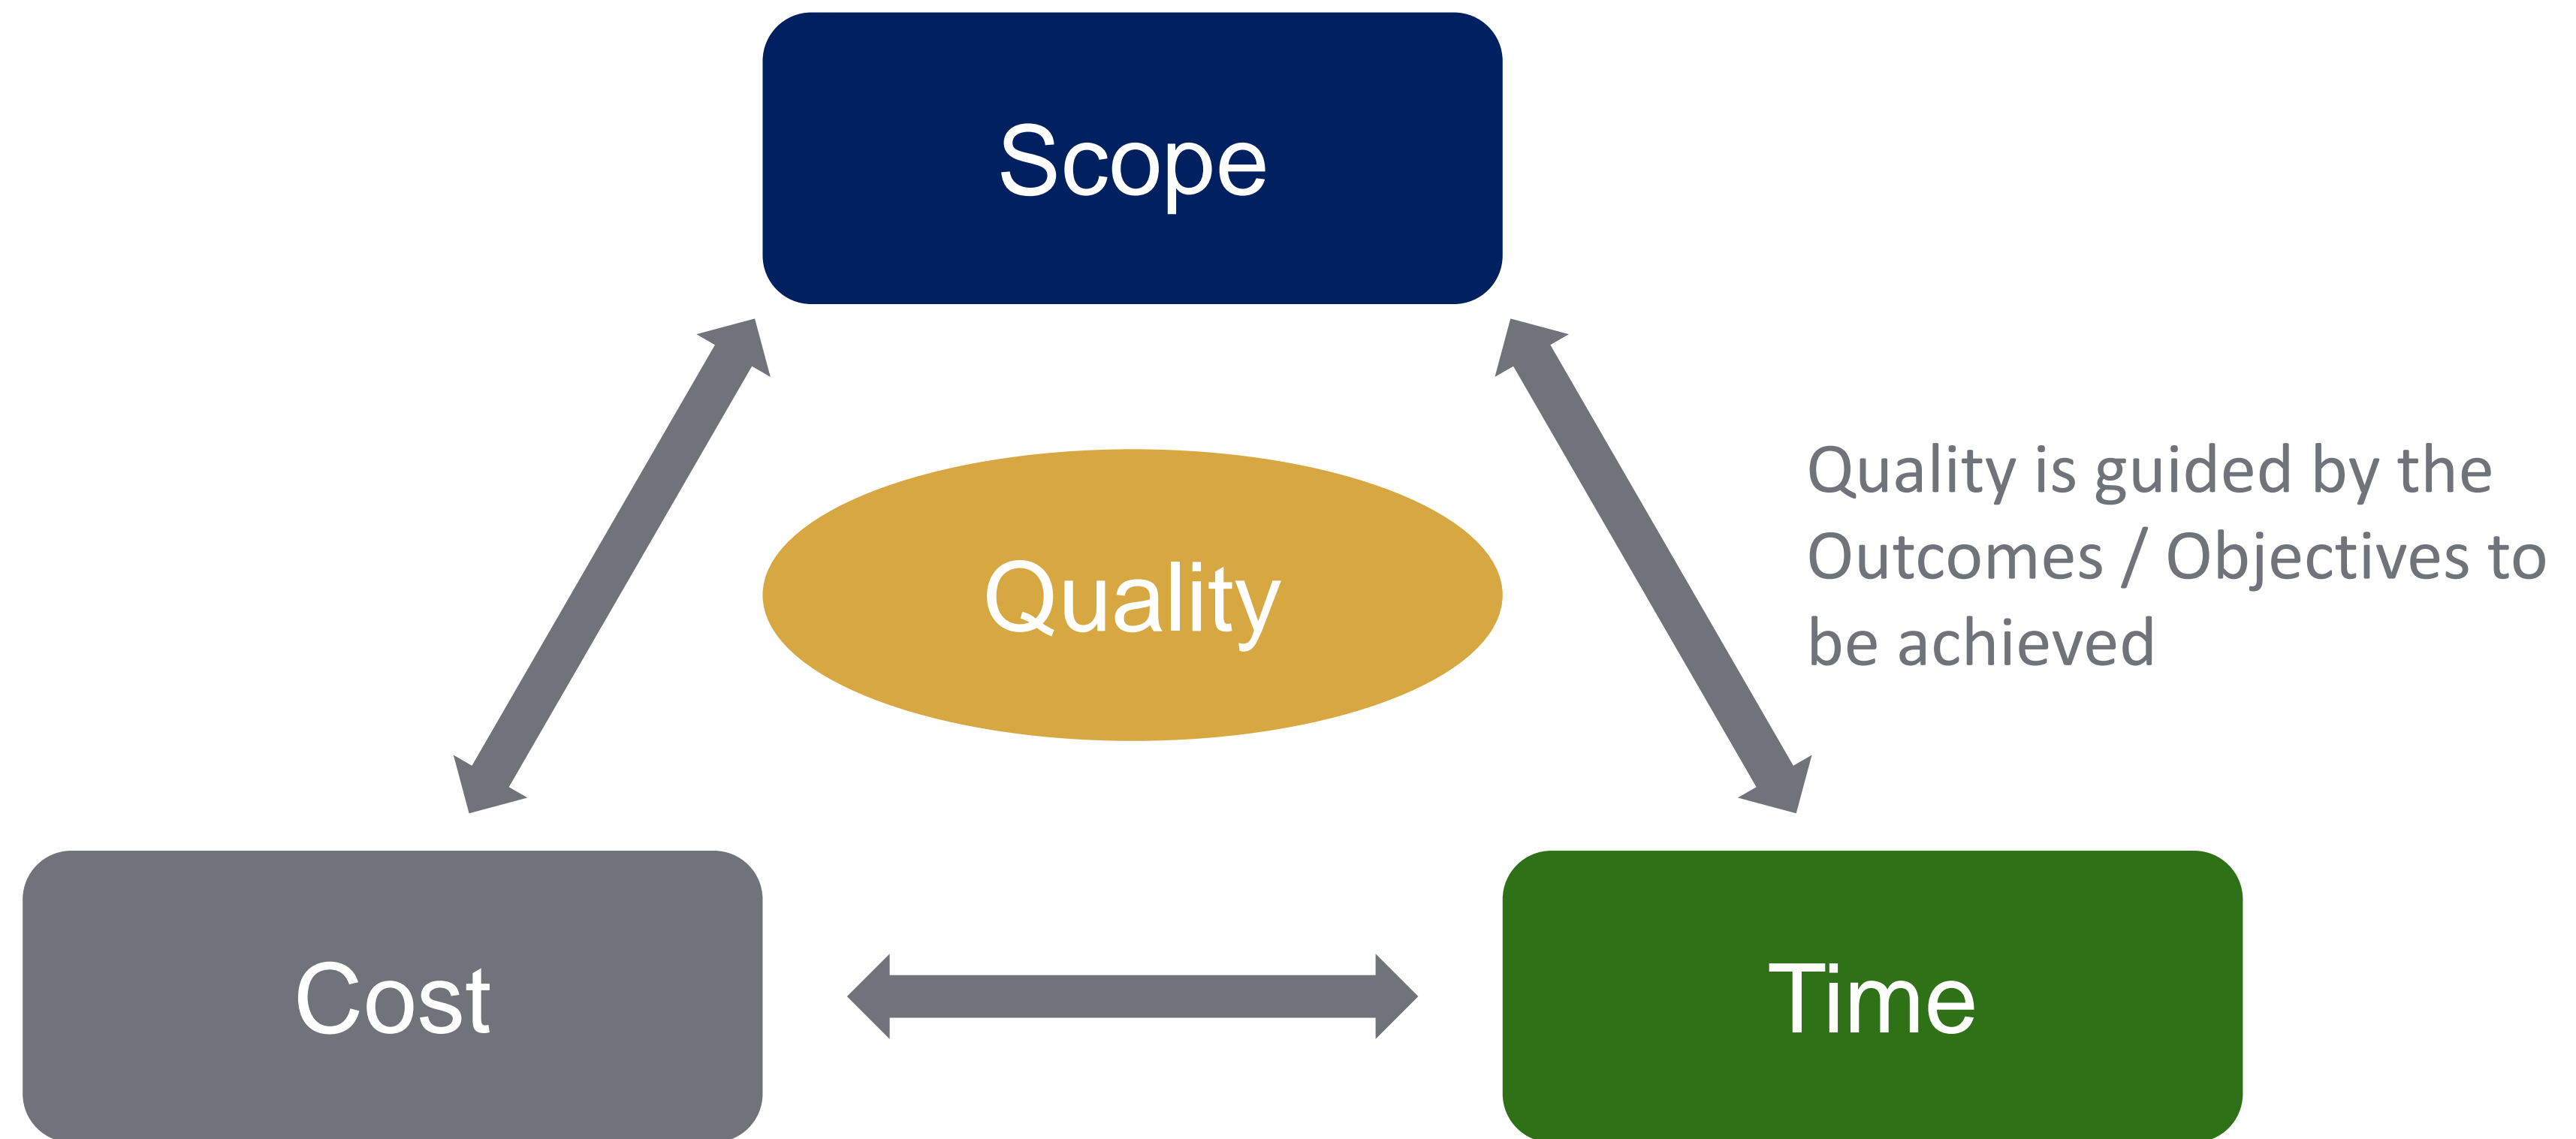 Scope
Quality
Quality is guided by the
Outcomes / Objectives to
be achieved
Cost
Time